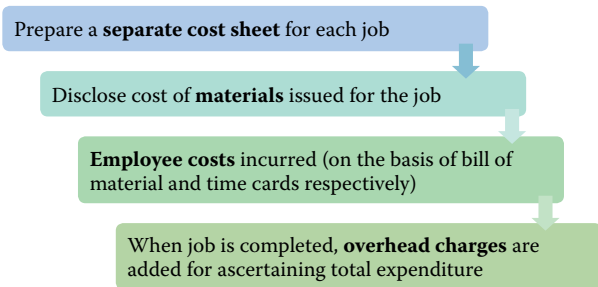 Prepare a separate cost sheet for each job
Disclose cost of materials issued for the job
Employee costs incurred (on the basis of bill of
material and time cards respectively)
When job is completed, overhead charges are
added for ascertaining total expenditure